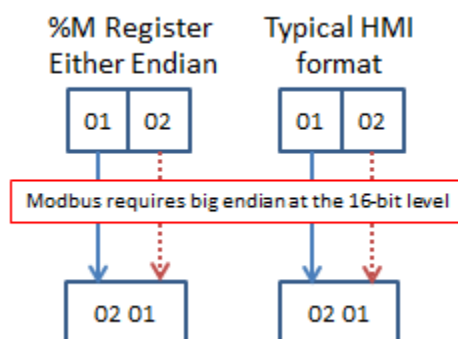 %M Register
Either Endian
Typical HMI
format
01 02
01 02
Modbus requires big endian at the 16-bit level
02 01
02 01